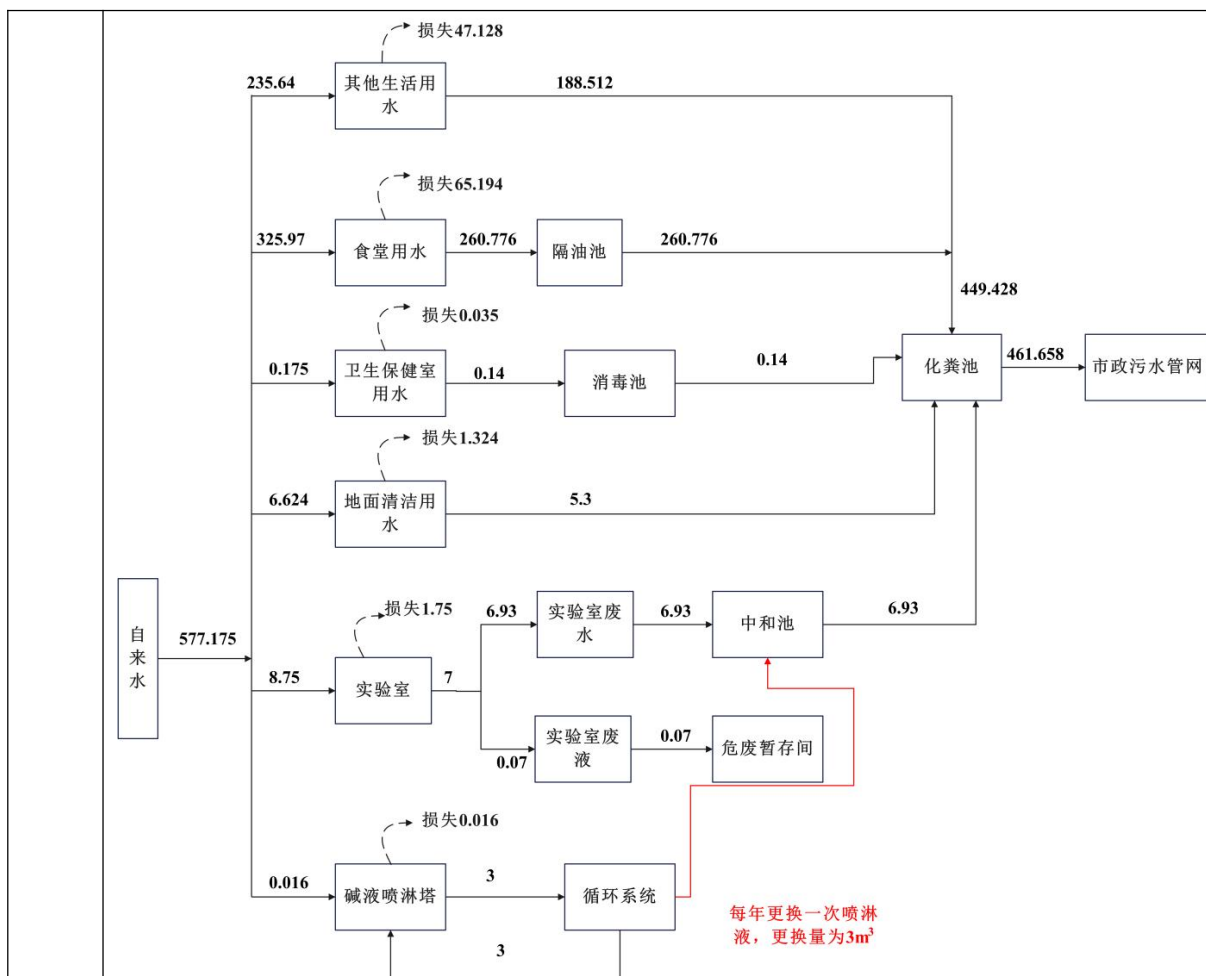 损失47.128
235.64
其他生活用
水
188.512
损失65.194
325.97
食堂用水
260.776
隔油池
260.776
449.428
损失0.035
0.175
卫生保健室
用水
0.14
消毒池
0.14
化粪池
461.658
市政污水管网
损失1.324
6.624
地面清洁用
水
5.3
自
来
水
577.175
损失1.75
8.75
实验室
7
6.93
实验室废
水
6.93
中和池
6.93
0.07
实验室废
液
0.07
危废暂存间
损失0.016
0.016
碱液喷淋塔
3
循环系统
3
每年更换一次喷淋
液，更换量为3m³